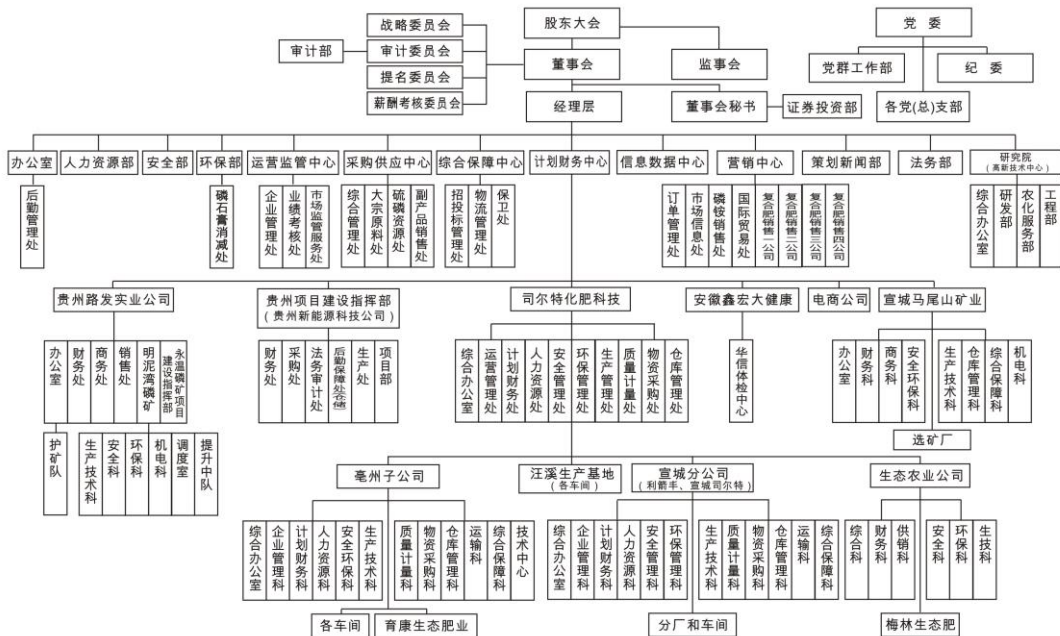 战略委员会
股东大会
党 委
审计部
审计委员会
董事会
监事会
提名委员会
党群工作部
纪 委
薪酬考核委员会
经理层
董事会秘书
证券投资部
各党(总)支部
办公室
人力资源部
安全部
环保部
运营监管中心
采购供应中心
综合保障中心
计划财务中心
信息数据中心
营销中心
策划新闻部
法务部
研究院
(高新技术中心)
后勤管理处
磷石膏消减处
企业管理处
业绩考核处
市场监管服务处
综合管理处
大宗原料处
硫磷资源处
副产品销售处
招投标管理处
物流管理处
保卫处
订单管理处
市场信息处
磷铵销售处
国际贸易处
复合肥销售一公司
复合肥销售二公司
复合肥销售三公司
复合肥销售四公司
综合办公室
研发部
农化服务部
工程部
贵州路发实业公司
贵州项目建设指挥部
(贵州新能源科技公司)
司尔特化肥科技
安徽鑫宏大健康
电商公司
宣城马尾山矿业
办公室
财务处
商务处
销售处
明泥湾磷矿
永温磷矿项目
建设指挥部
财务处
采购处
法务审计处
后勤保障处仓储
生产处
项目部
综合办公室
运营管理处
计划财务处
人力资源处
安全管理处
环保管理处
生产管理处
质量计量处
物资采购处
仓库管理处
华信体检中心
办公室
财务科
商务科
安全环保科
生产技术科
仓库管理科
综合保障科
机电科
护矿队
生产技术科
安全科
环保科
机电科
调度室
提升中队
选矿厂
亳州子公司
汪溪生产基地
(各车间)
宣城分公司
(利箭丰、宣城司尔特)
生态农业公司
综合办公室
企业管理科
计划财务科
人力资源科
安全环保科
生产技术科
质量计量科
物资采购科
仓库管理科
运输科
综合保障科
技术中心
综合办公室
企业管理科
计划财务科
人力资源科
安全管理科
环保管理科
生产技术科
质量计量科
物资采购科
仓库管理科
运输科
综合保障科
综合科
财务科
供销科
安全科
环保科
生技科
各车间
育康生态肥业
分厂和车间
梅林生态肥